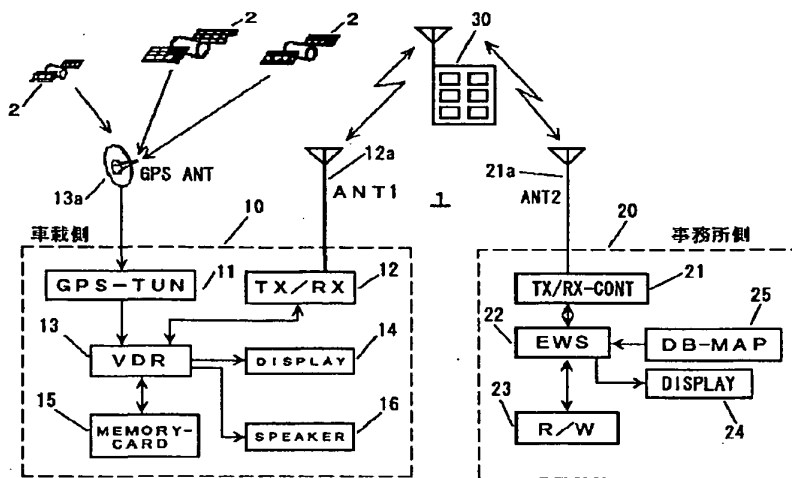 2
2
2
30
12a
21a
13a
GPS ANT
ANT1
1
ANT2
車載側
10
20
事務所側
GPS-TUN
11
TX/RX
12
TX/RX-CONT
21
13
VDR
14
DISPLAY
22
EWS
25
DB-MAP
15
MEMORY-
CARD
16
SPEAKER
23
R/W
DISPLAY
24